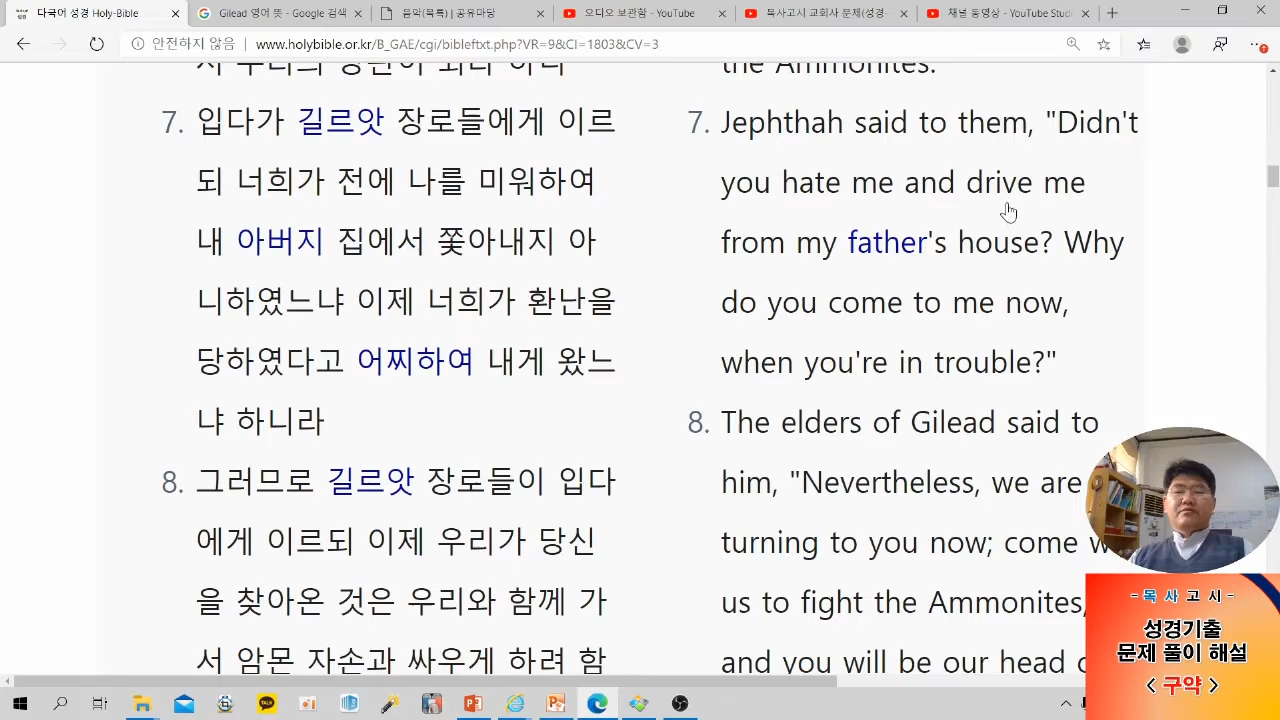 다국어 성경 Holy-Bible
Gilead 영어 뜻 - Google 검색
음악(목록) | 공유마당
오디오 보관함 - YouTube
목사고시 교회사 문제(성경-
채널 동영상 - YouTube Stud
안전하지 않음 | www.holybible.or.kr/B_GAE/cgi/bibleftxt.php?VR=9&CI=1803&CV=3
7. 입다가 길르앗 장로들에게 이르
되 너희가 전에 나를 미워하여
내 아버지 집에서 쫓아내지 아
니하였느냐 이제 너희가 환난을
당하였다고 어찌하여 내게 왔느
냐 하니라
8. 그러므로 길르앗 장로들이 입다
에게 이르되 이제 우리가 당신
을 찾아온 것은 우리와 함께 가
서 암몬 자손과 싸우게 하려 함
the Ammonites.
7. Jephthah said to them, "Didn't
you hate me and drive me
from my father's house? Why
do you come to me now,
when you're in trouble?"
8. The elders of Gilead said to
him, "Nevertheless, we are
turning to you now; come w
us to fight the Ammonites,
and you will be our head
- 목 사 고 시 -
성경기출
문제 풀이 해설
< 구약 >